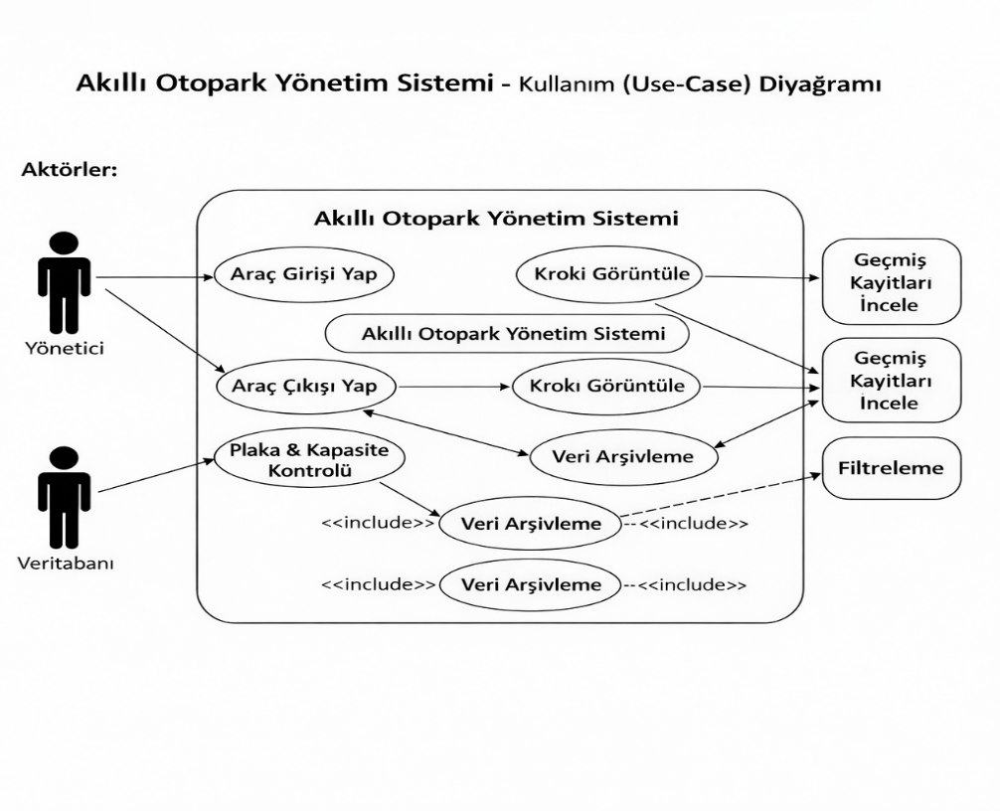 Akıllı Otopark Yönetim Sistemi - Kullanım (Use-Case) Diyağramı
Aktörler:
Akıllı Otopark Yönetim Sistemi
Araç Girişi Yap
Kroki Görüntüle
Geçmiş
Kayitları
İncele
Yönetici
Akıllı Otopark Yönetim Sistemi
Araç Çıkışı Yap
Krokı Görüntüle
Geçmiş
Kayıtları
İncele
Plaka & Kapasite
Kontrolü
Veri Arşivleme
Filtreleme
Veritabanı
<<include>> Veri Arşivleme --<<include>>
<<include>> Veri Arşivleme --<<include>>